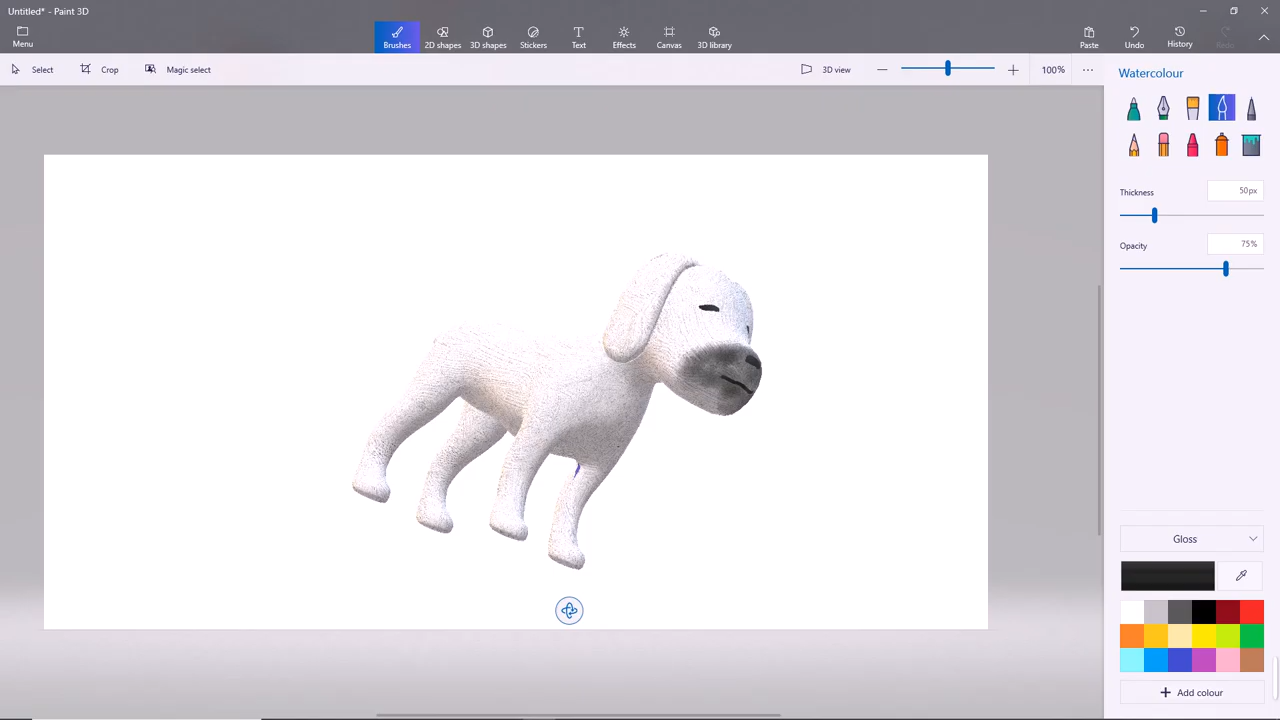 Untitled* - Paint 3D
Menu
Brushes
2D shapes
3D shapes
Stickers
Text
Effects
Canvas
3D library
Paste
Undo
History
Redo
Select
Crop
Magic select
3D view
100%
Watercolour
Thickness
50px
Opacity
75%
Gloss
Add colour